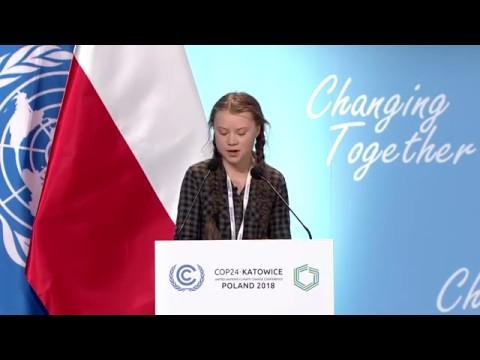 Changing
Together
COP24·KATOWICE
UNITED NATIONS CLIMATE CHANGE CONFERENCE
POLAND 2018
Ch